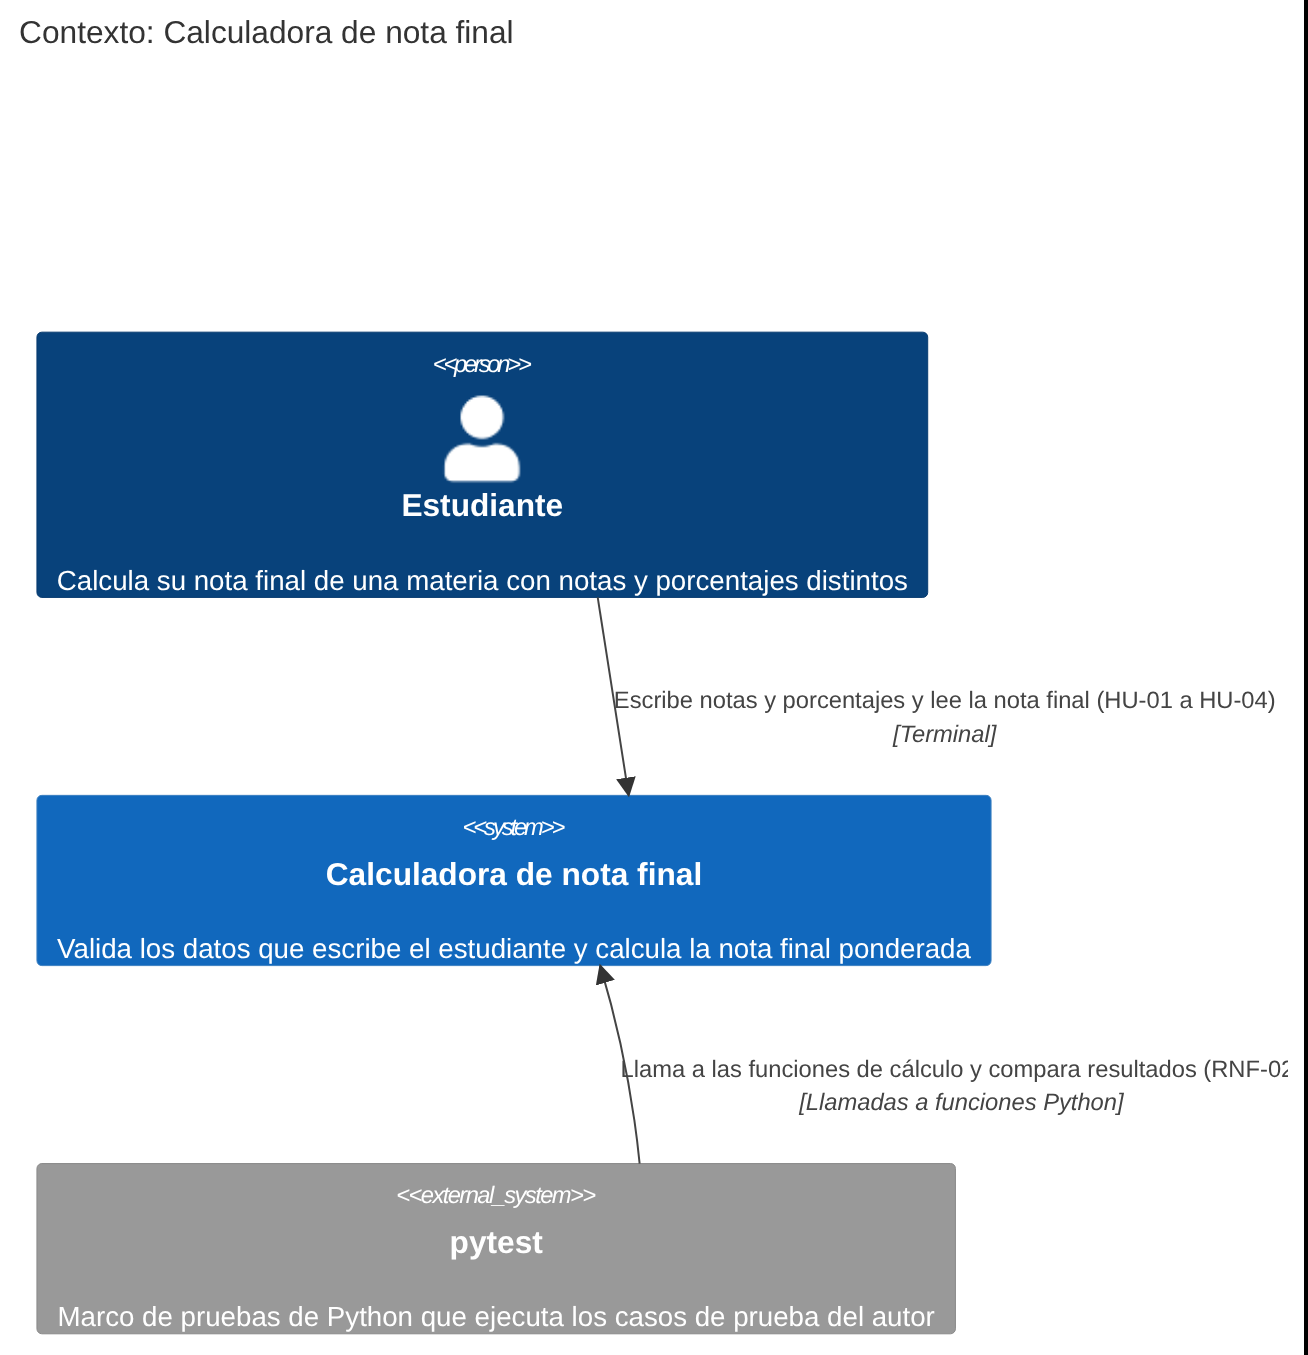 Contexto: Calculadora de nota final
<<person>>
Estudiante
Calcula su nota final de una materia con notas y porcentajes distintos
Escribe notas y porcentajes y lee la nota final (HU-01 a HU-04)
[Terminal]
<<system>>
Calculadora de nota final
Valida los datos que escribe el estudiante y calcula la nota final ponderada
Llama a las funciones de cálculo y compara resultados (RNF-02
[Llamadas a funciones Python]
<<external_system>>
pytest
Marco de pruebas de Python que ejecuta los casos de prueba del autor